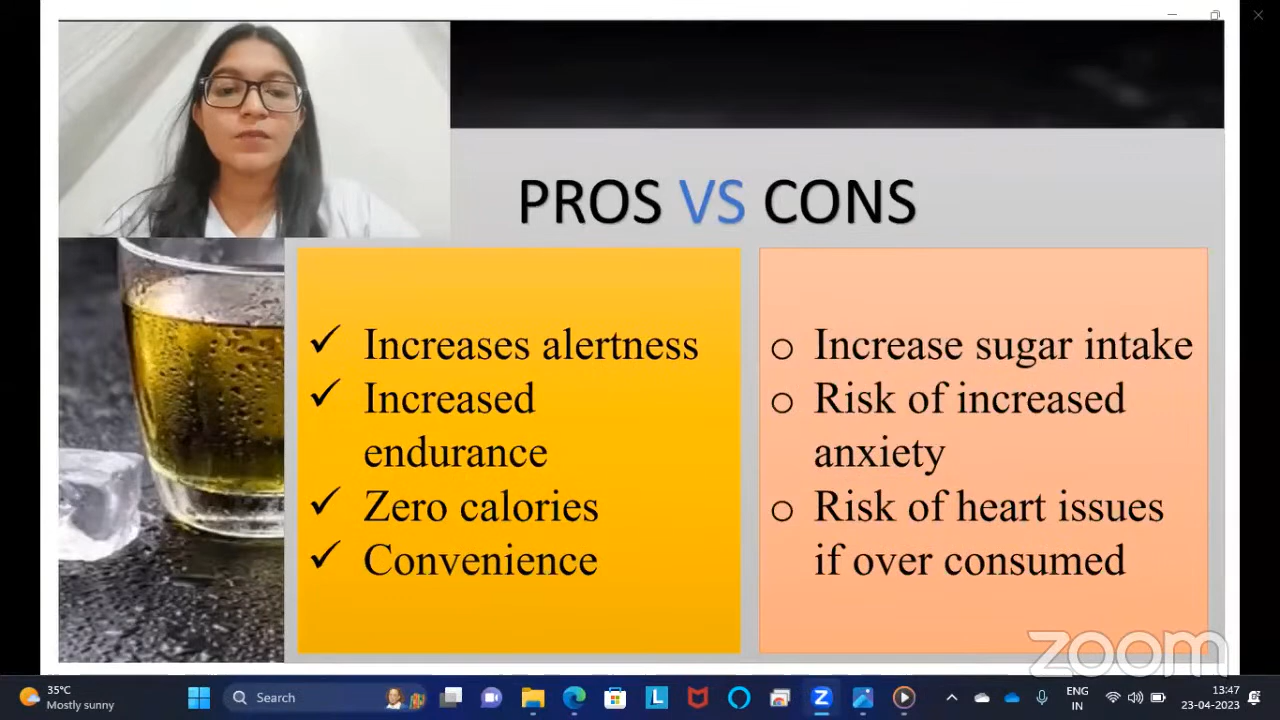 PROS VS CONS
✓ Increases alertness
✓ Increased
endurance
✓ Zero calories
✓ Convenience
o Increase sugar intake
o Risk of increased
anxiety
o Risk of heart issues
if over consumed
zoom
35°C
Mostly sunny
Search
ENG
IN
13:47
23-04-2023